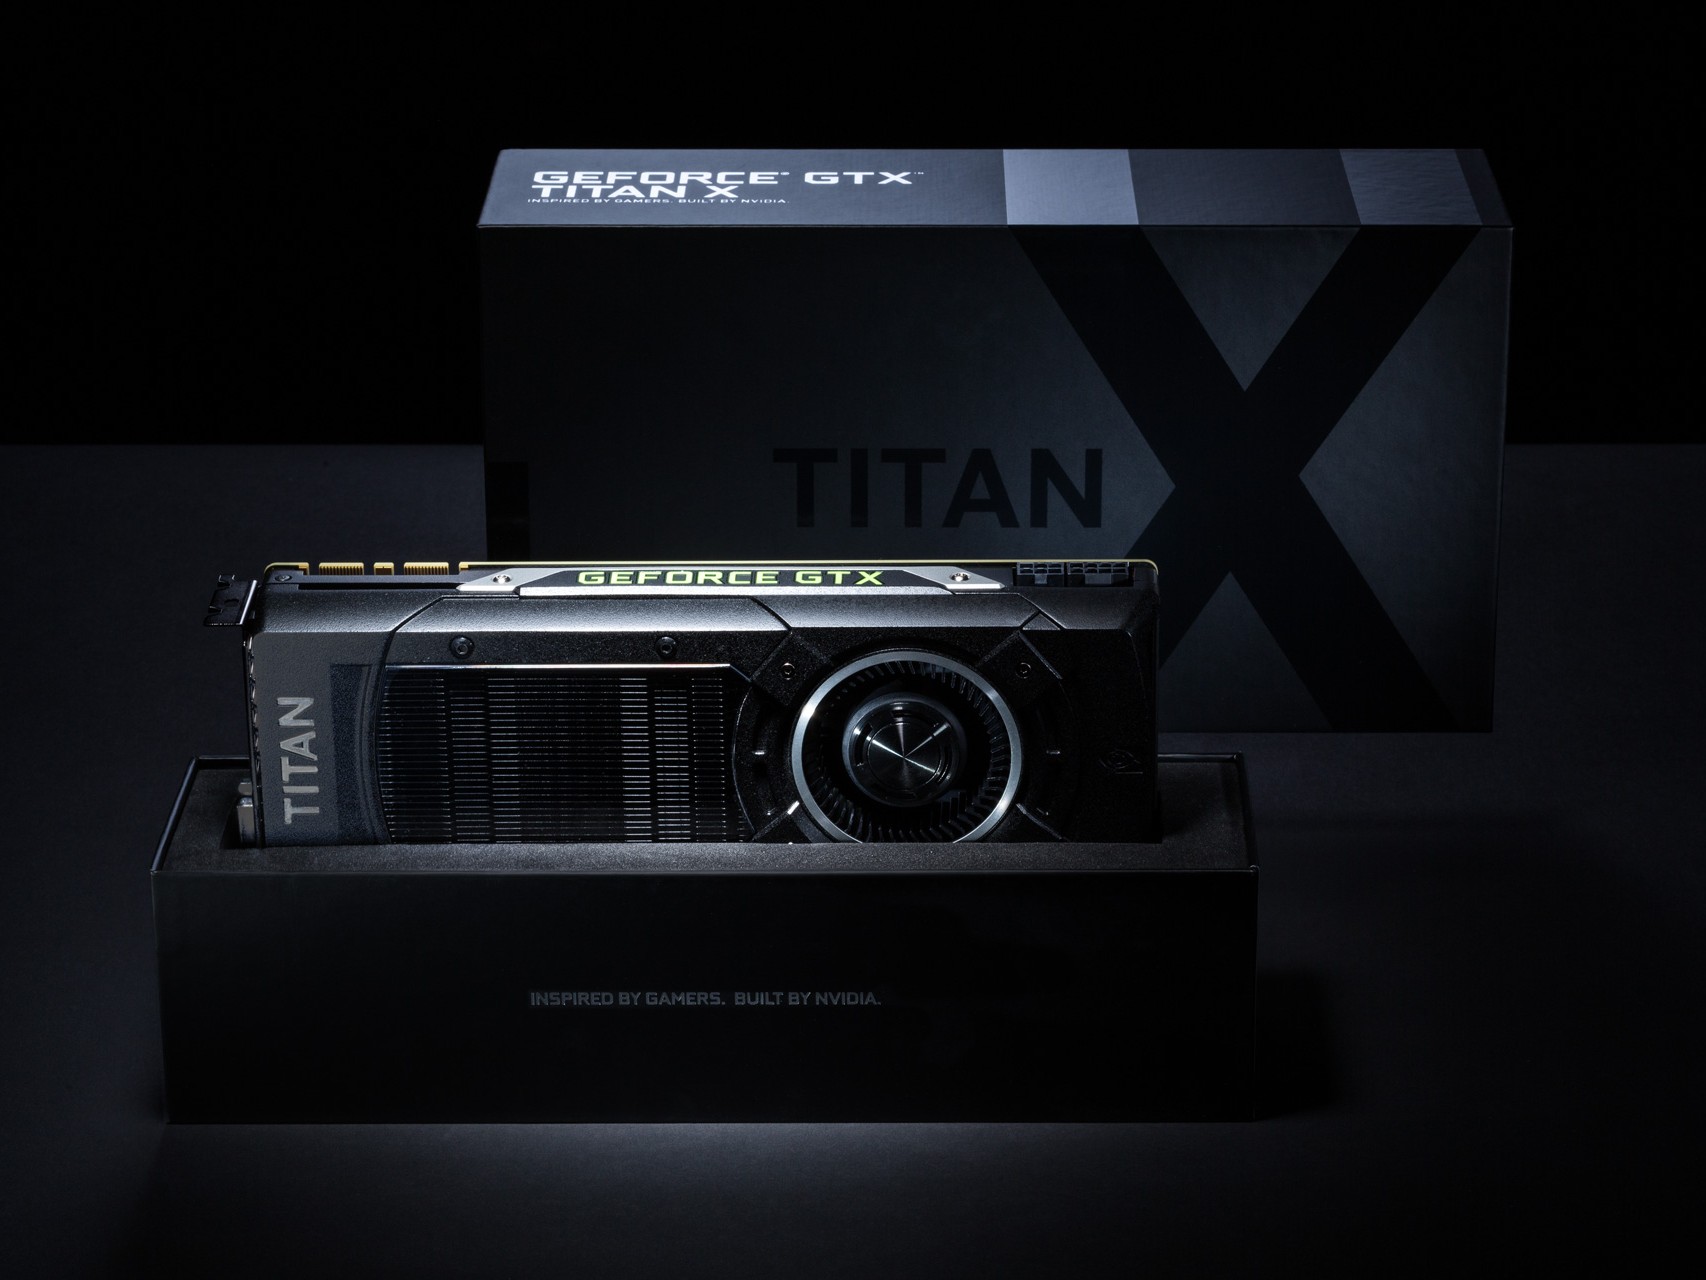 GEFORCE® GTX™
TITAN X
INSPIRED BY GAMERS. BUILT BY NVIDIA.
TITAN X
GEFORCE GTX
TITAN
INSPIRED BY GAMERS. BUILT BY NVIDIA.